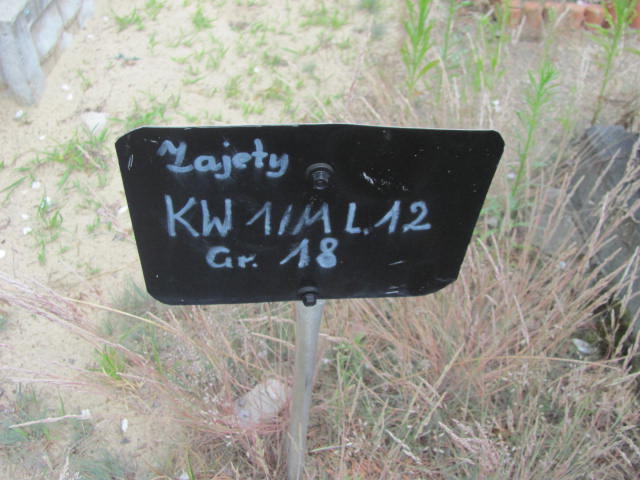 Zajęty
KW 1/M L.12
Gr. 18